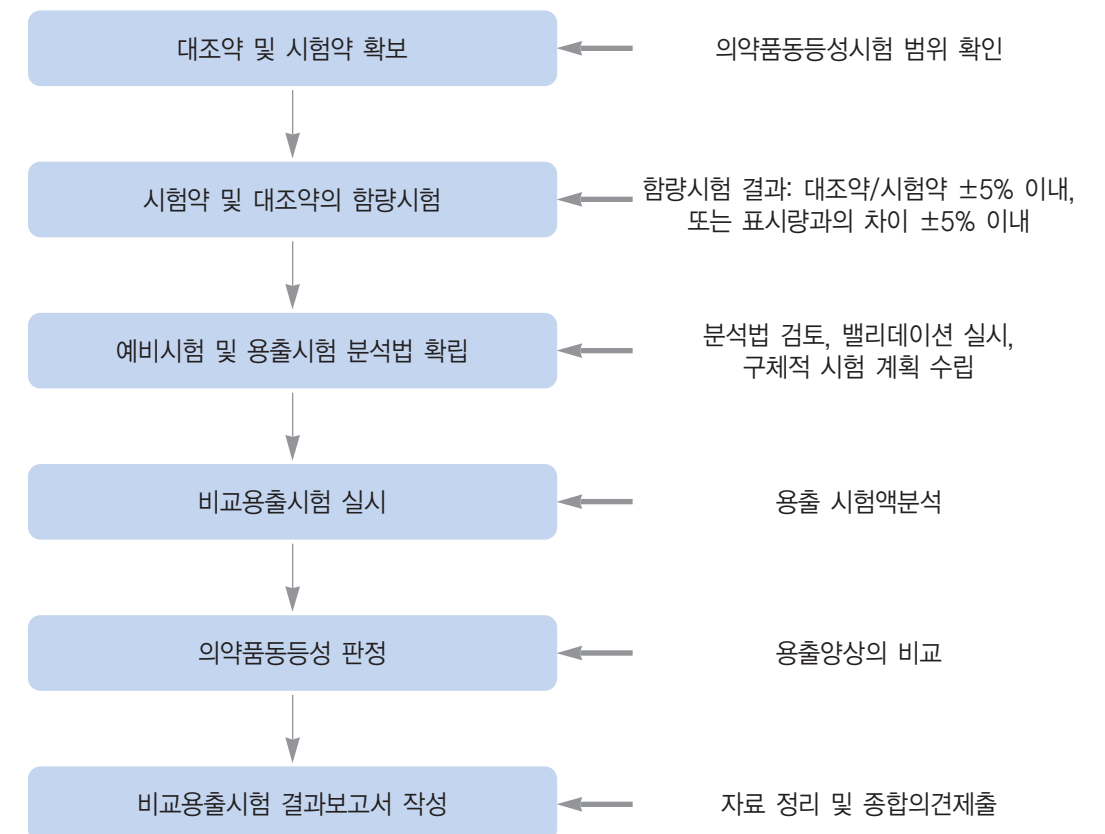 대조약 및 시험약 확보
의약품동등성시험 범위 확인
시험약 및 대조약의 함량시험
함량시험 결과: 대조약/시험약 ±5% 이내,
또는 표시량과의 차이 ±5% 이내
예비시험 및 용출시험 분석법 확립
분석법 검토, 밸리데이션 실시,
구체적 시험 계획 수립
비교용출시험 실시
용출 시험액분석
의약품동등성 판정
용출양상의 비교
비교용출시험 결과보고서 작성
자료 정리 및 종합의견제출